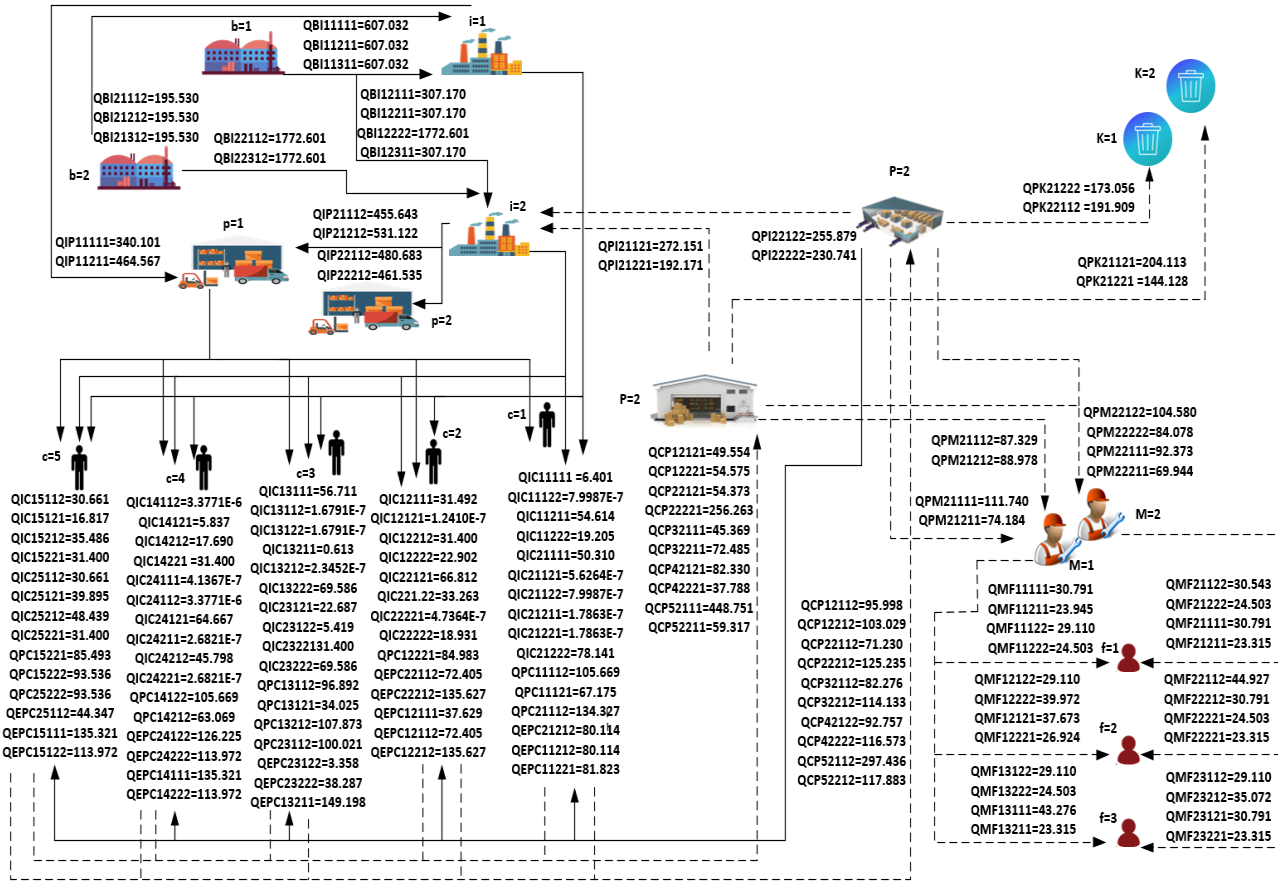 b=1
QBI11111=607.032
QBI11211=607.032
QBI11311=607.032
i=1
QBI21112=195.530
QBI21212=195.530
QBI21312=195.530
QBI12111=307.170
QBI12211=307.170
QBI12222=1772.601
QBI12311=307.170
QBI22112=1772.601
QBI22312=1772.601
b=2
K=2
K=1
P=2
QPK21222 =173.056
QPK22112 =191.909
i=2
p=1
QIP21112=455.643
QIP21212=531.122
QIP11111=340.101
QIP11211=464.567
QIP22112=480.683
QIP22212=461.535
p=2
QPI21121=272.151
QPI21221=192.171
QPI22122=255.879
QPI22222=230.741
QPK21121=204.113
QPK21221 =144.128
P=2
c=1
c=2
c=3
c=4
c=5
QIC15112=30.661
QIC15121=16.817
QIC15212=35.486
QIC15221=31.400
QIC25112=30.661
QIC25121=39.895
QIC25212=48.439
QIC25221=31.400
QPC15221=85.493
QPC15222=93.536
QPC25222=93.536
QEPC25112=44.347
QEPC15111=135.321
QEPC15122=113.972
QIC14112=3.3771E-6
QIC14121=5.837
QIC14212=17.690
QIC14221 =31.400
QIC24111=4.1367E-7
QIC24112=3.3771E-6
QIC24121=64.667
QIC24211=2.6821E-7
QIC24212=45.798
QIC24221=2.6821E-7
QPC14122=105.669
QPC14212=63.069
QEPC24122=126.225
QEPC24222=113.972
QEPC14111=135.321
QEPC14222=113.972
QIC13111=56.711
QIC13112=1.6791E-7
QIC13122=1.6791E-7
QIC13211=0.613
QIC13212=2.3452E-7
QIC13222=69.586
QIC23121=22.687
QIC23122=5.419
QIC2322131.400
QIC23222=69.586
QPC13112=96.892
QPC13121=34.025
QPC13212=107.873
QPC23112=100.021
QEPC23122=3.358
QEPC23222=38.287
QEPC13211=149.198
QIC12111=31.492
QIC12121=1.2410E-7
QIC12212=31.400
QIC12222=22.902
QIC22121=66.812
QIC221.22=33.263
QIC22221=4.7364E-7
QIC22222=18.931
QPC12221=84.983
QEPC22112=72.405
QEPC22212=135.627
QEPC12111=37.629
QEPC12112=72.405
QEPC12212=135.627
QIC11111 =6.401
QIC11122=7.9987E-7
QIC11211=54.614
QIC11222=19.205
QIC21111=50.310
QIC21121=5.6264E-7
QIC21122=7.9987E-7
QIC21211=1.7863E-7
QIC21221=1.7863E-7
QIC21222=78.141
QPC11112=105.669
QPC11121=67.175
QPC21112=134.327
QEPC21212=80.114
QEPC11212=80.114
QEPC11221=81.823
QCP12121=49.554
QCP12221=54.575
QCP22121=54.373
QCP22221=256.263
QCP32111=45.369
QCP32211=72.485
QCP42121=82.330
QCP42221=37.788
QCP52111=448.751
QCP52211=59.317
QCP12112=95.998
QCP12212=103.029
QCP22112=71.230
QCP22212=125.235
QCP32112=82.276
QCP32212=114.133
QCP42122=92.757
QCP42222=116.573
QCP52112=297.436
QCP52212=117.883
QPM21112=87.329
QPM21212=88.978
QPM22122=104.580
QPM22222=84.078
QPM22111=92.373
QPM22211=69.944
QPM21111=111.740
QPM21211=74.184
M=2
M=1
QMF11111=30.791
QMF11211=23.945
QMF11122= 29.110
QMF11222=24.503
QMF21122=30.543
QMF21222=24.503
QMF21111=30.791
QMF21211=23.315
f=1
QMF12122=29.110
QMF12222=39.972
QMF12121=37.673
QMF12221=26.924
QMF22112=44.927
QMF22212=30.791
QMF22221=24.503
QMF22221=23.315
f=2
QMF13122=29.110
QMF13222=24.503
QMF13111=43.276
QMF13211=23.315
QMF23112=29.110
QMF23212=35.072
QMF23121=30.791
QMF23221=23.315
f=3